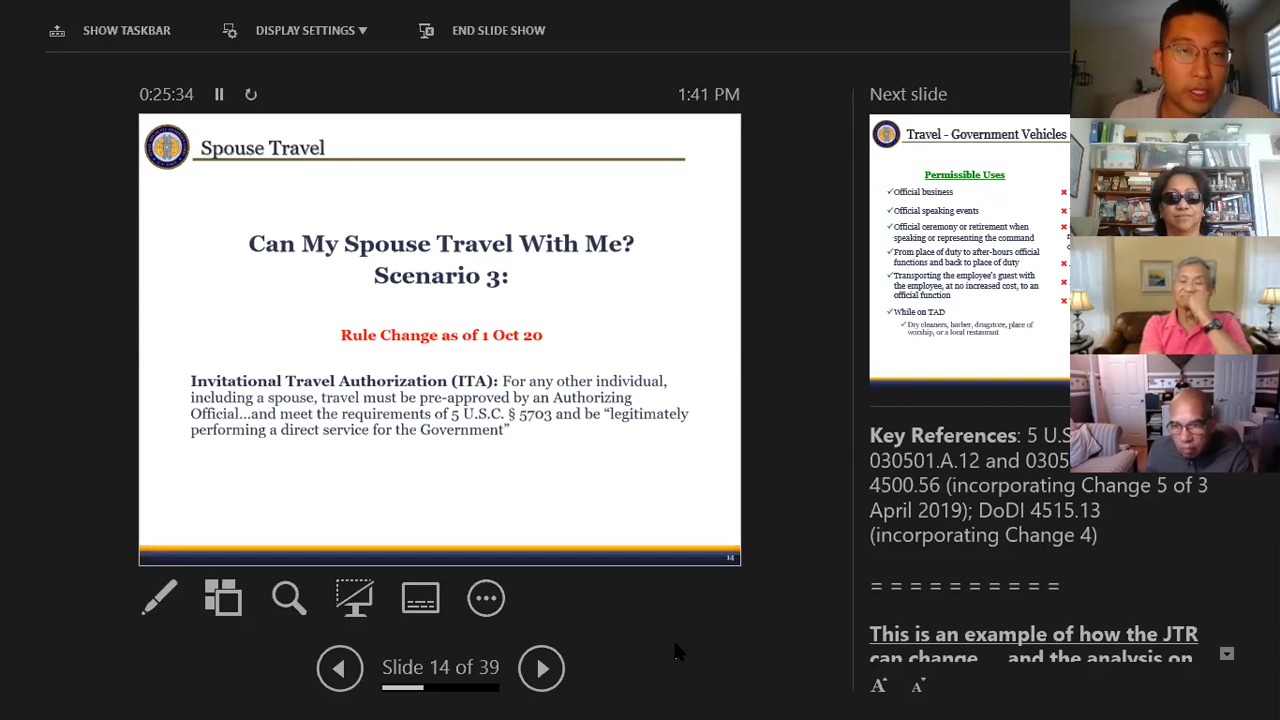 SHOW TASKBAR
DISPLAY SETTINGS ▼
END SLIDE SHOW
0:25:34
1:41 PM
Spouse Travel
Can My Spouse Travel With Me?
Scenario 3:
Rule Change as of 1 Oct 20
Invitational Travel Authorization (ITA): For any other individual,
including a spouse, travel must be pre-approved by an Authorizing
Official...and meet the requirements of 5 U.S.C. § 5703 and be “legitimately
performing a direct service for the Government”
14
Slide 14 of 39
Next slide
Travel - Government Vehicles
Permissible Uses
✓Official business
✓Official speaking events
✓Official ceremony or retirement when
speaking or representing the command
✓From place of duty to after-hours official
functions and back to place of duty
✓Transporting the employee's guest with
the employee, at no increased cost, to an
official function
✓While on TAD
✓Dry cleaners, barber, drugstore, place of
worship, or a local restaurant
Key References: 5 U.S
030501.A.12 and 0305
4500.56 (incorporating Change 5 of 3
April 2019); DoDI 4515.13
(incorporating Change 4)
= = = = = = = = = =
This is an example of how the JTR
can change ... and the analysis on
A A